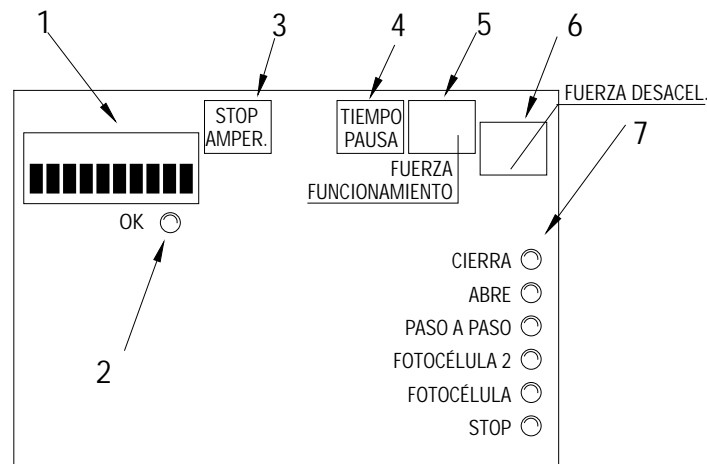 1
3
4
5
6
FUERZA DESACEL.
7
STOP
AMPER.
TIEMPO
PAUSA
FUERZA
FUNCIONAMIENTO
OK
2
CIERRA
ABRE
PASO A PASO
FOTOCÉLULA 2
FOTOCÉLULA
STOP